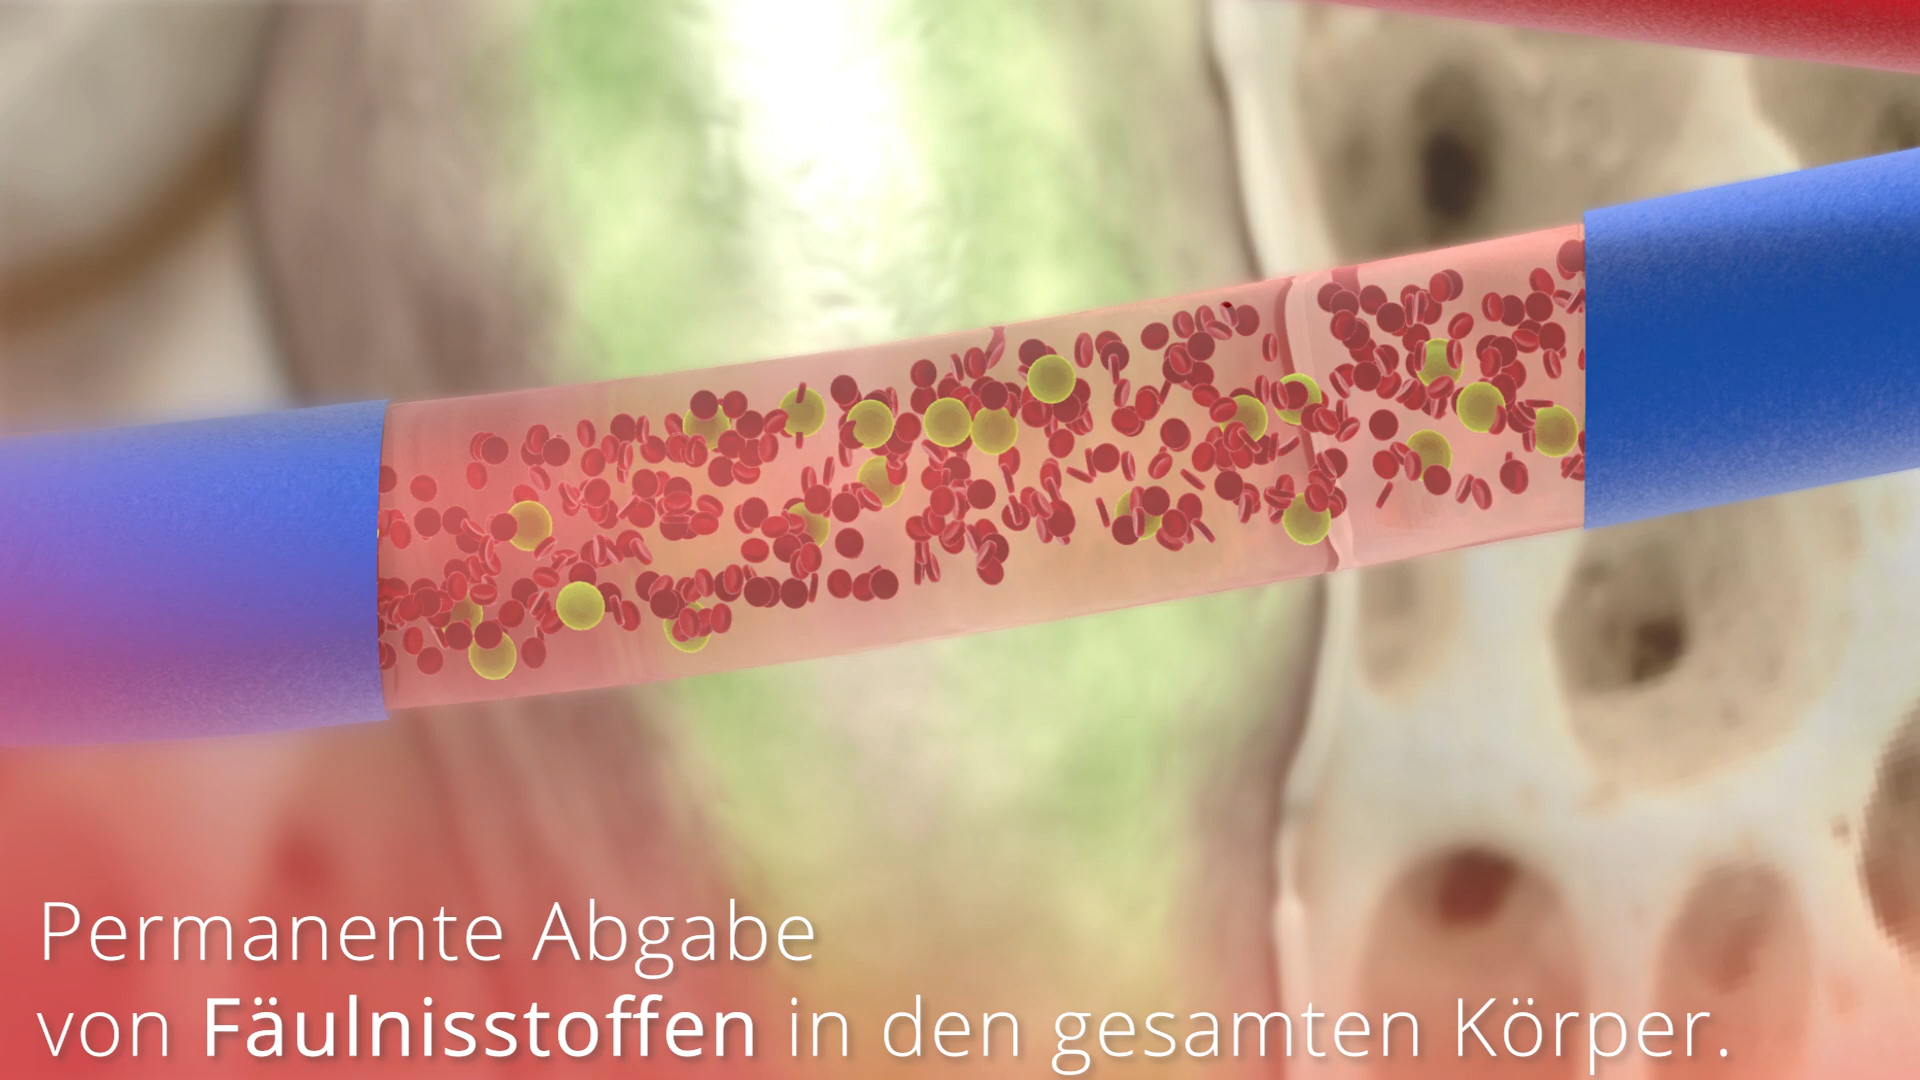 Permanente Abgabe
von Fäulnisstoffen in den gesamten Körper.